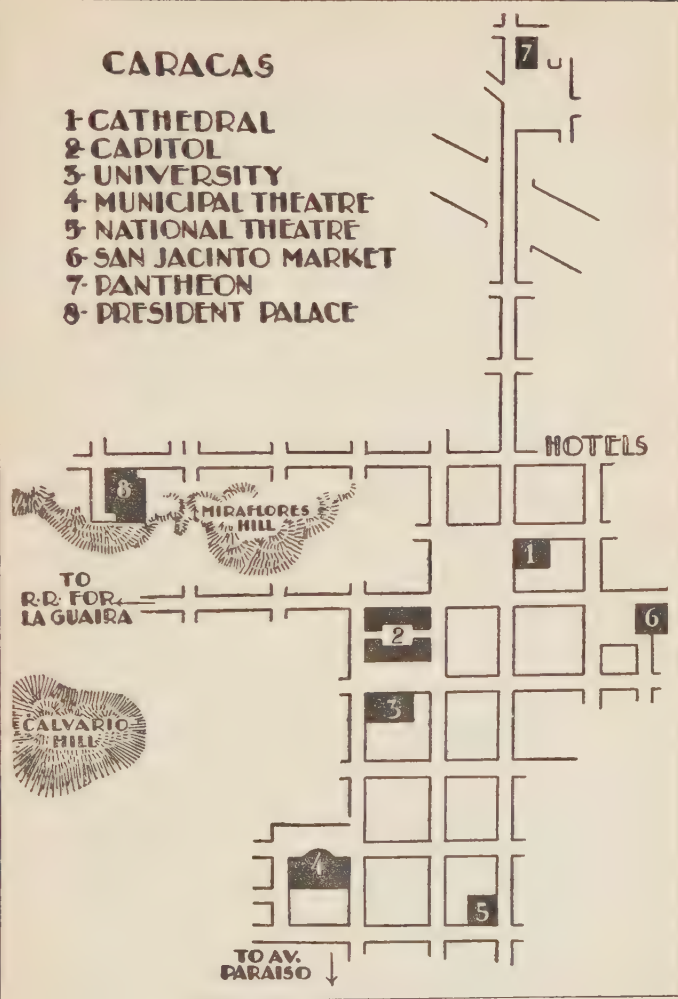 CARACAS
1- CATHEDRAL
2- CAPITOL
3- UNIVERSITY
4- MUNICIPAL THEATRE
5- NATIONAL THEATRE
6- SAN JACINTO MARKET
7- PANTHEON
8- PRESIDENT PALACE
7
HOTELS
8
MIRAFLORES
HILL
1
TO
R.R. FOR
LA GUAIRA
6
2
3
CALVARIO
HILL
4
5
TO AV.
PARAISO